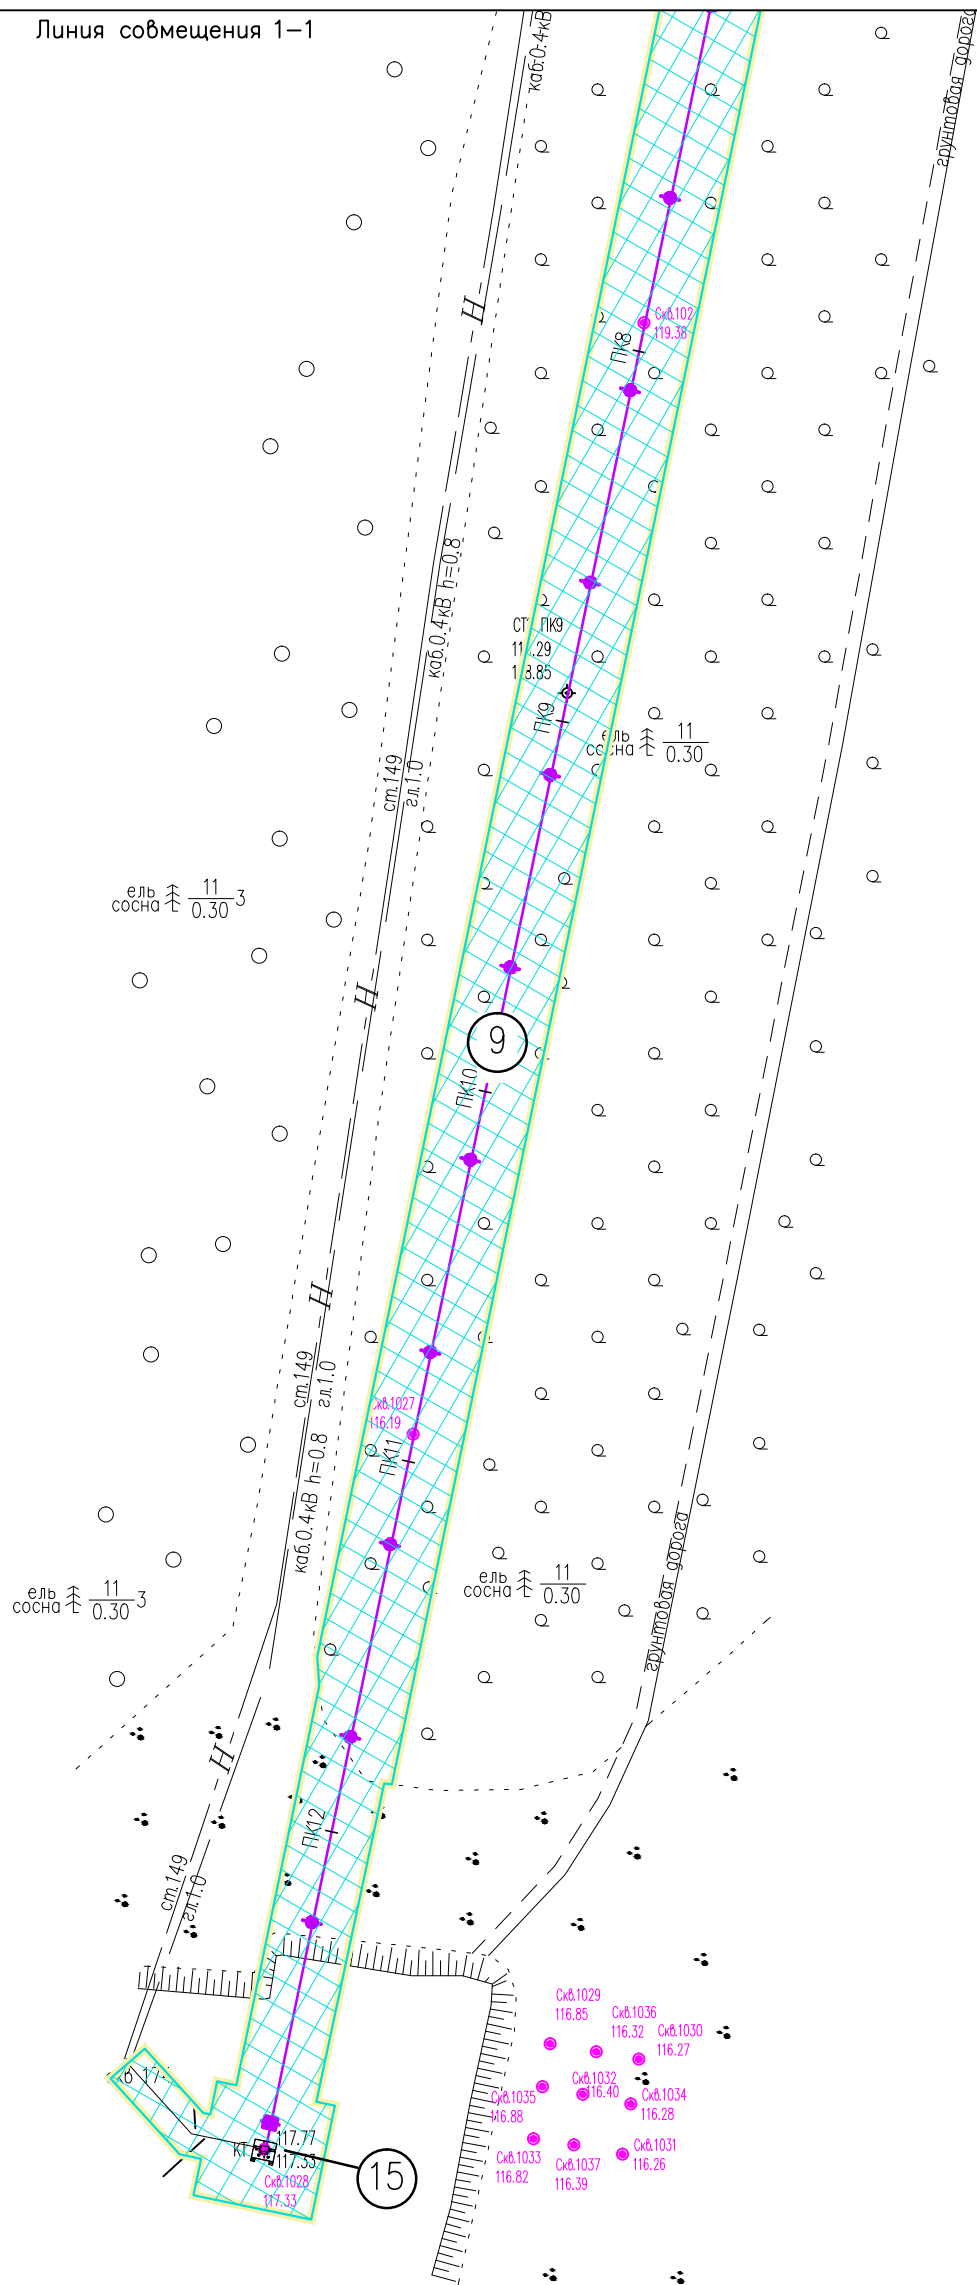 Линия совмещения 1-1
каб.0.4кВ
грунтовая дорога
Н
Скв.102
119.38
ПК8
каб.0.4кВ h=0.8
ПК9
.29
.85
ПК9
ель
сосна
11
0.30
ст.149
гл.1.0
ель
сосна
11
0.30
3
Н
9
ПК10
Н
ст.149
гл.1.0
Скв.1027
116.19
ПК11
каб.0.4кВ h=0.8
ель
сосна
11
0.30
3
ель
сосна
11
0.30
грунтовая дорога
Н
ПК12
ст.149
гл.1.0
Скв.1029
116.85
Скв.1036
116.32
Скв.1030
116.27
Скв.1032
116.40
Скв.1035
116.88
Скв.1034
116.28
Скв.1033
116.82
Скв.1037
116.39
Скв.1031
116.26
КТ
117.77
117.33
Скв.1028
117.33
15